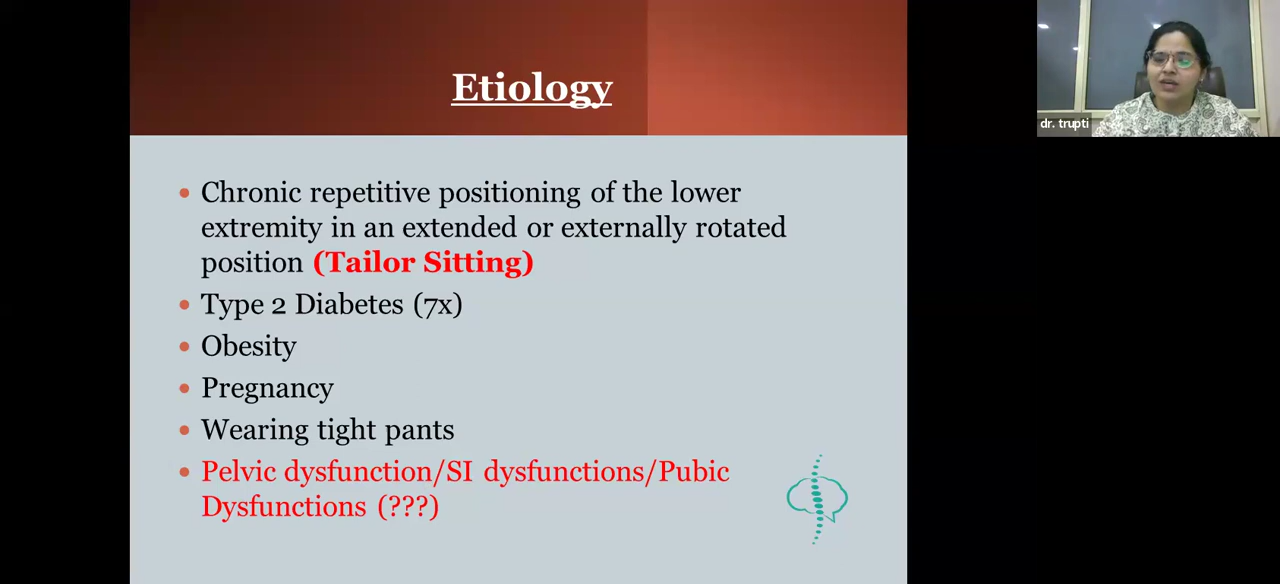 Etiology
Chronic repetitive positioning of the lower
extremity in an extended or externally rotated
position (Tailor Sitting)
Type 2 Diabetes (7x)
Obesity
Pregnancy
Wearing tight pants
Pelvic dysfunction/SI dysfunctions/Pubic
Dysfunctions (???)
dr. trupti